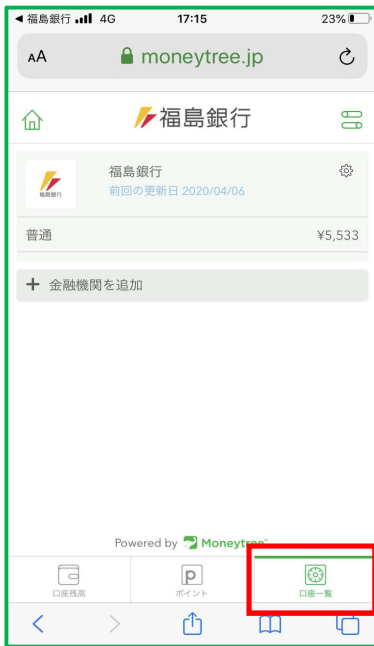 ◀ 福島銀行 4G 17:15 23%
AA moneytree.jp
福島銀行
福島銀行
福島銀行
前回の更新日 2020/04/06
普通 ¥5,533
+ 金融機関を追加
Powered by Moneytree
口座残高 ポイント 口座一覧